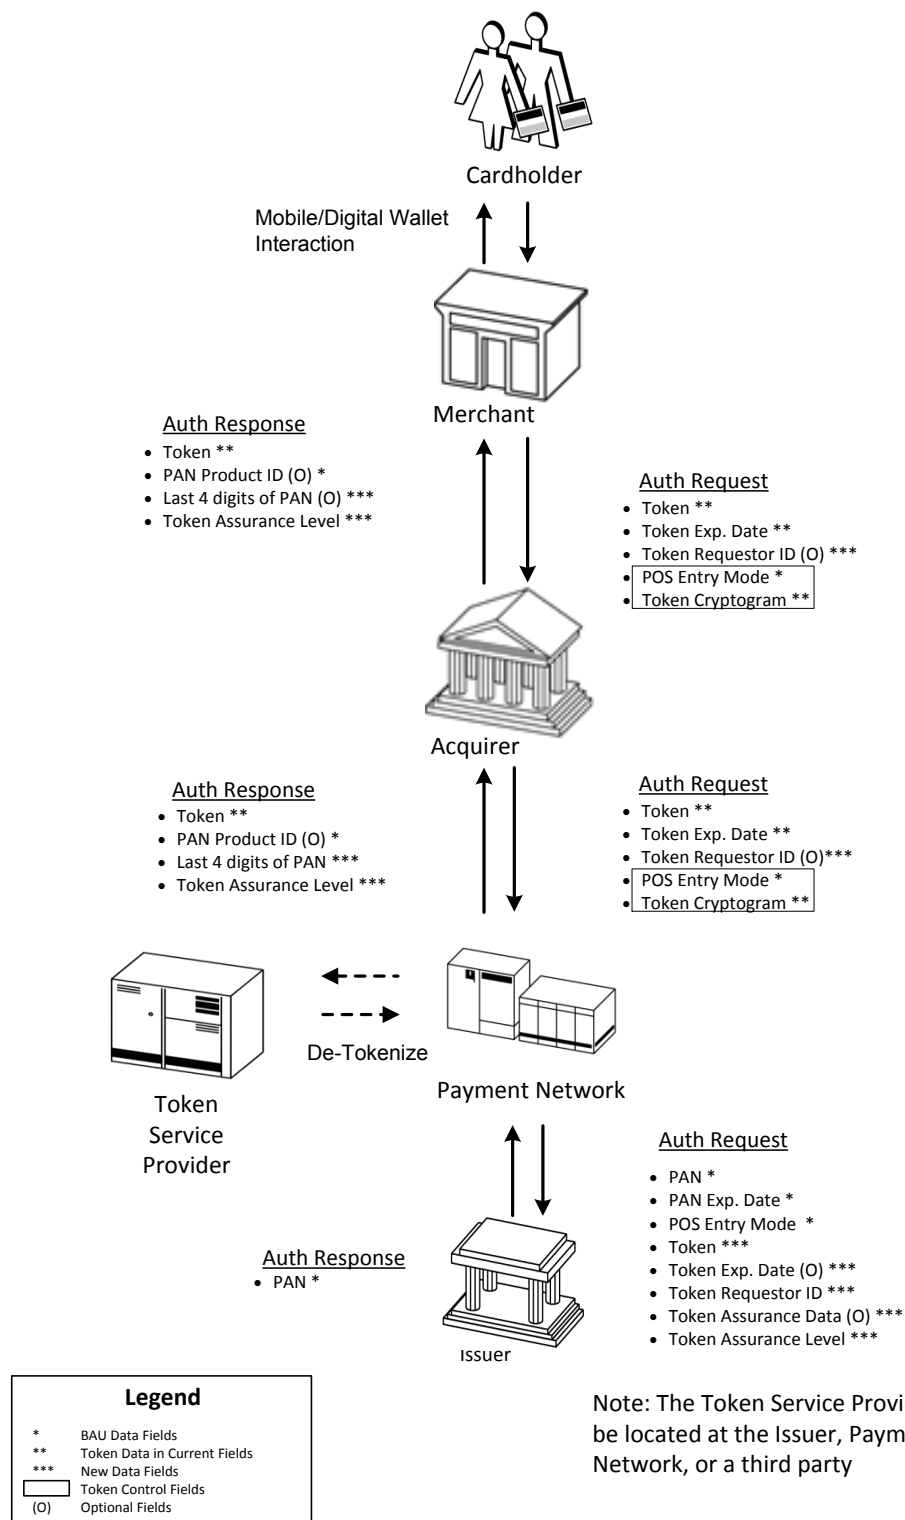 Cardholder
Mobile/Digital Wallet
Interaction
Merchant
Auth Response
• Token **
• PAN Product ID (O) *
• Last 4 digits of PAN (O) ***
• Token Assurance Level ***
Auth Request
• Token **
• Token Exp. Date **
• Token Requestor ID (O) ***
• POS Entry Mode *
• Token Cryptogram **
Acquirer
Auth Response
• Token **
• PAN Product ID (O) *
• Last 4 digits of PAN ***
• Token Assurance Level ***
Auth Request
• Token **
• Token Exp. Date **
• Token Requestor ID (O)***
• POS Entry Mode *
• Token Cryptogram **
De-Tokenize
Token
Service
Provider
Payment Network
Auth Request
• PAN *
• PAN Exp. Date *
• POS Entry Mode *
• Token ***
• Token Exp. Date (O) ***
• Token Requestor ID ***
• Token Assurance Data (O) ***
• Token Assurance Level ***
Auth Response
• PAN *
Issuer
Legend
* BAU Data Fields
** Token Data in Current Fields
*** New Data Fields
Token Control Fields
(O) Optional Fields
Note: The Token Service Provi
be located at the Issuer, Paym
Network, or a third party